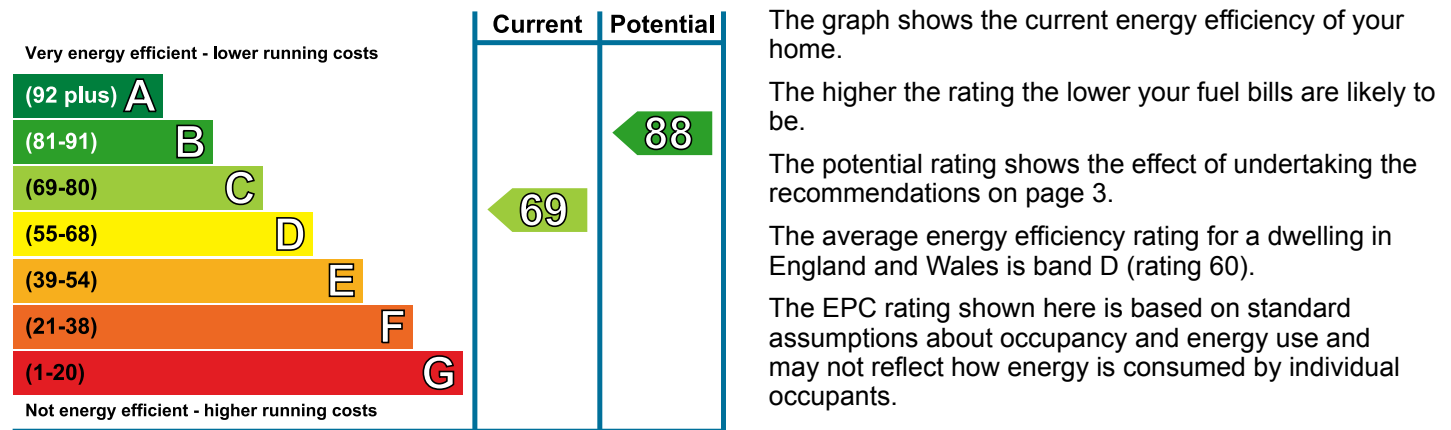 Current Potential
Very energy efficient - lower running costs
(92 plus) A
(81-91) B
88
(69-80) C
69
(55-68) D
(39-54) E
(21-38) F
(1-20) G
Not energy efficient - higher running costs
The graph shows the current energy efficiency of your
home.
The higher the rating the lower your fuel bills are likely to
be.
The potential rating shows the effect of undertaking the
recommendations on page 3.
The average energy efficiency rating for a dwelling in
England and Wales is band D (rating 60).
The EPC rating shown here is based on standard
assumptions about occupancy and energy use and
may not reflect how energy is consumed by individual
occupants.